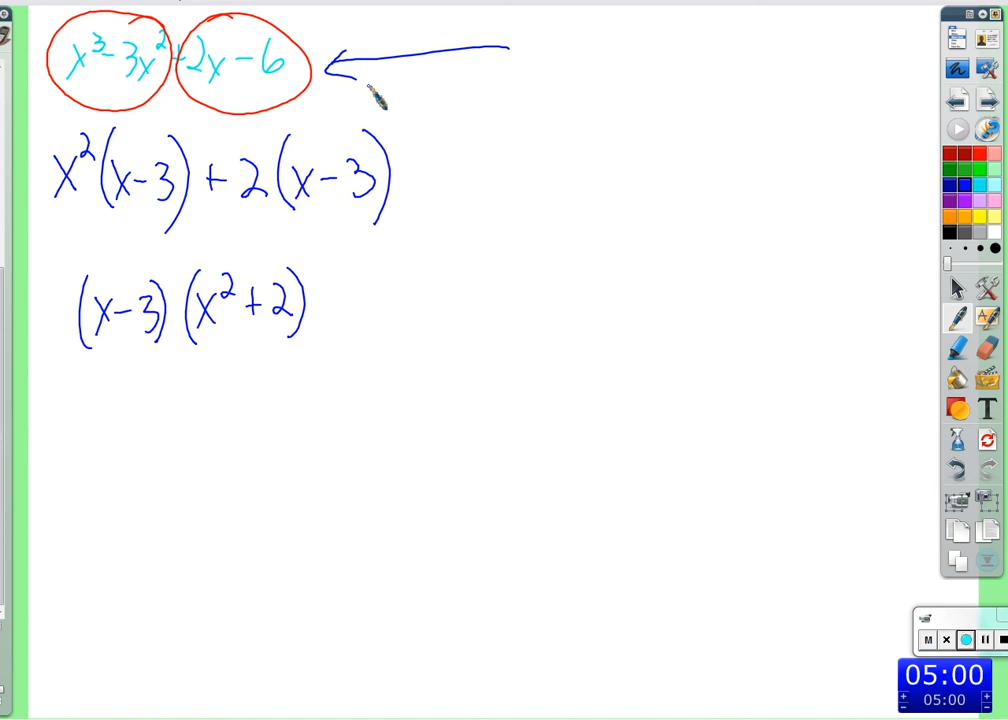 x³ - 3x² + 2x - 6
x²(x-3) + 2(x-3)
(x-3)(x²+2)
A
T
M
05:00
05:00